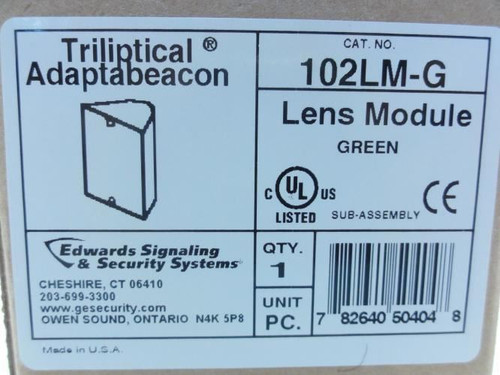 Triliptical ®
Adaptabeacon
CAT. NO.
102LM-G
Lens Module
GREEN
C UL US
LISTED
SUB-ASSEMBLY CE
Edwards Signaling
& Security Systems
CHESHIRE, CT 06410
203-699-3300
www.gesecurity.com
OWEN SOUND, ONTARIO N4K 5P8
QTY.
1
UNIT
PC.
7 82640 50404 8
Made in U.S.A.